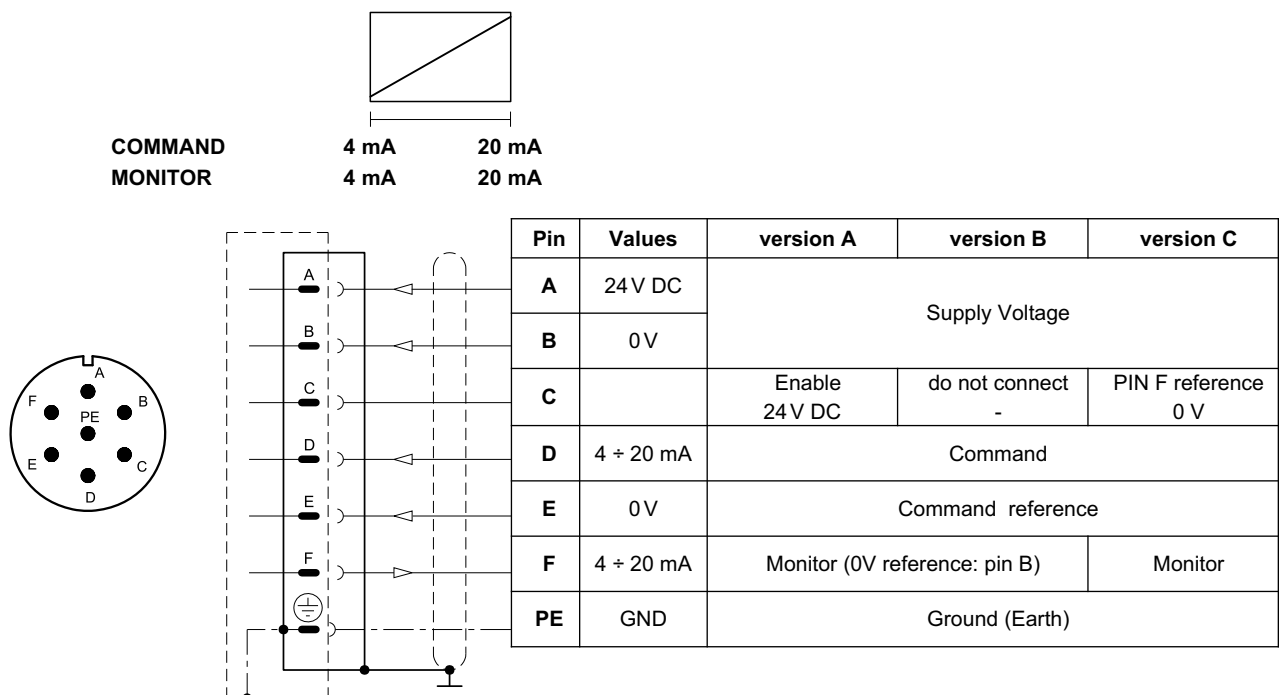 COMMAND 4 mA 20 mA
MONITOR 4 mA 20 mA
A
B
C
D
E
F
PE
A
B
C
D
E
F
Pin Values version A version B version C
A 24 V DC Supply Voltage
B 0 V
C Enable 24 V DC do not connect - PIN F reference 0 V
D 4 ÷ 20 mA Command
E 0 V Command reference
F 4 ÷ 20 mA Monitor (0V reference: pin B) Monitor
PE GND Ground (Earth)